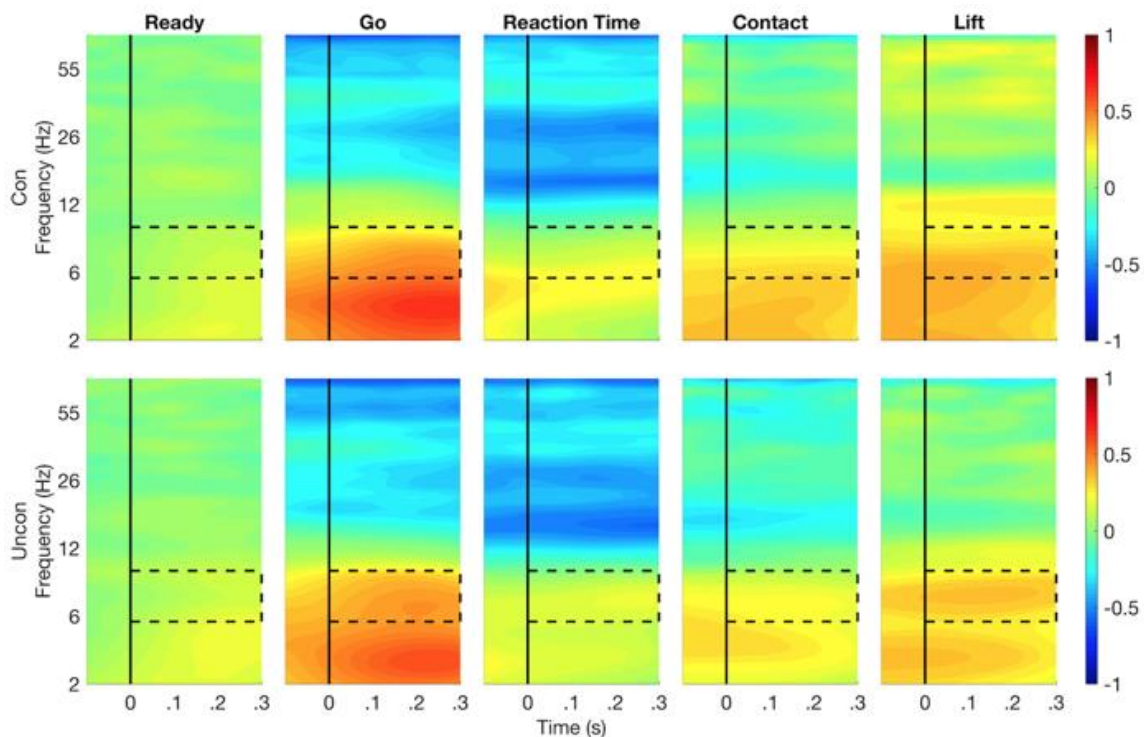 Ready Go Reaction Time Contact Lift
Con
Frequency (Hz)
55
26
12
6
2
1
0.5
0
-0.5
-1
Uncon
Frequency (Hz)
55
26
12
6
2
1
0.5
0
-0.5
-1
0 .1 .2 .3 0 .1 .2 .3 0 .1 .2 .3 0 .1 .2 .3 0 .1 .2 .3
Time (s)